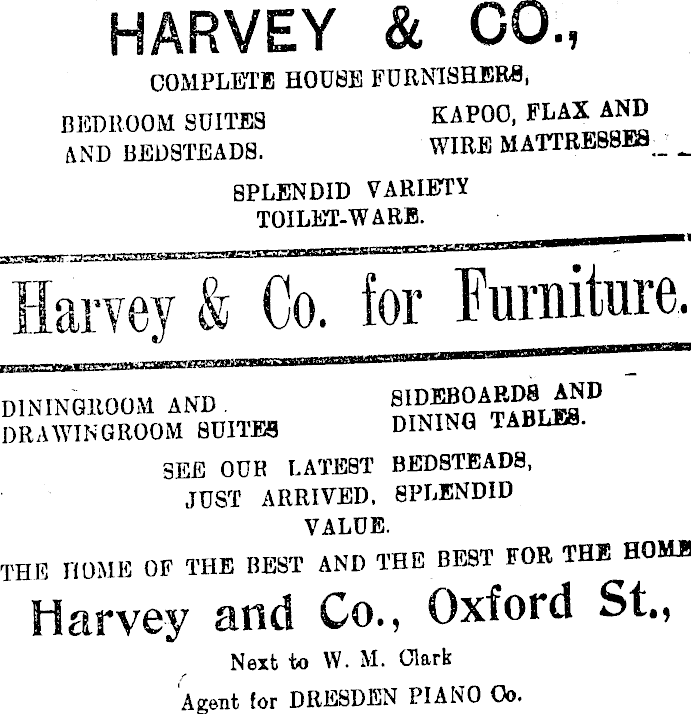 HARVEY & CO.,
COMPLETE HOUSE FURNISHERS,
BEDROOM SUITES
AND BEDSTEADS.
KAPOC, FLAX AND
WIRE MATTRESSES
SPLENDID VARIETY
TOILET-WARE.
Harvey & Co. for Furniture.
DININGROOM AND
DRAWINGROOM SUITES
SIDEBOARDS AND
DINING TABLES.
SEE OUR LATEST BEDSTEADS,
JUST ARRIVED, SPLENDID
VALUE.
THE HOME OF THE BEST AND THE BEST FOR THE HOME
Harvey and Co., Oxford St.,
Next to W. M. Clark
Agent for DRESDEN PIANO Co.